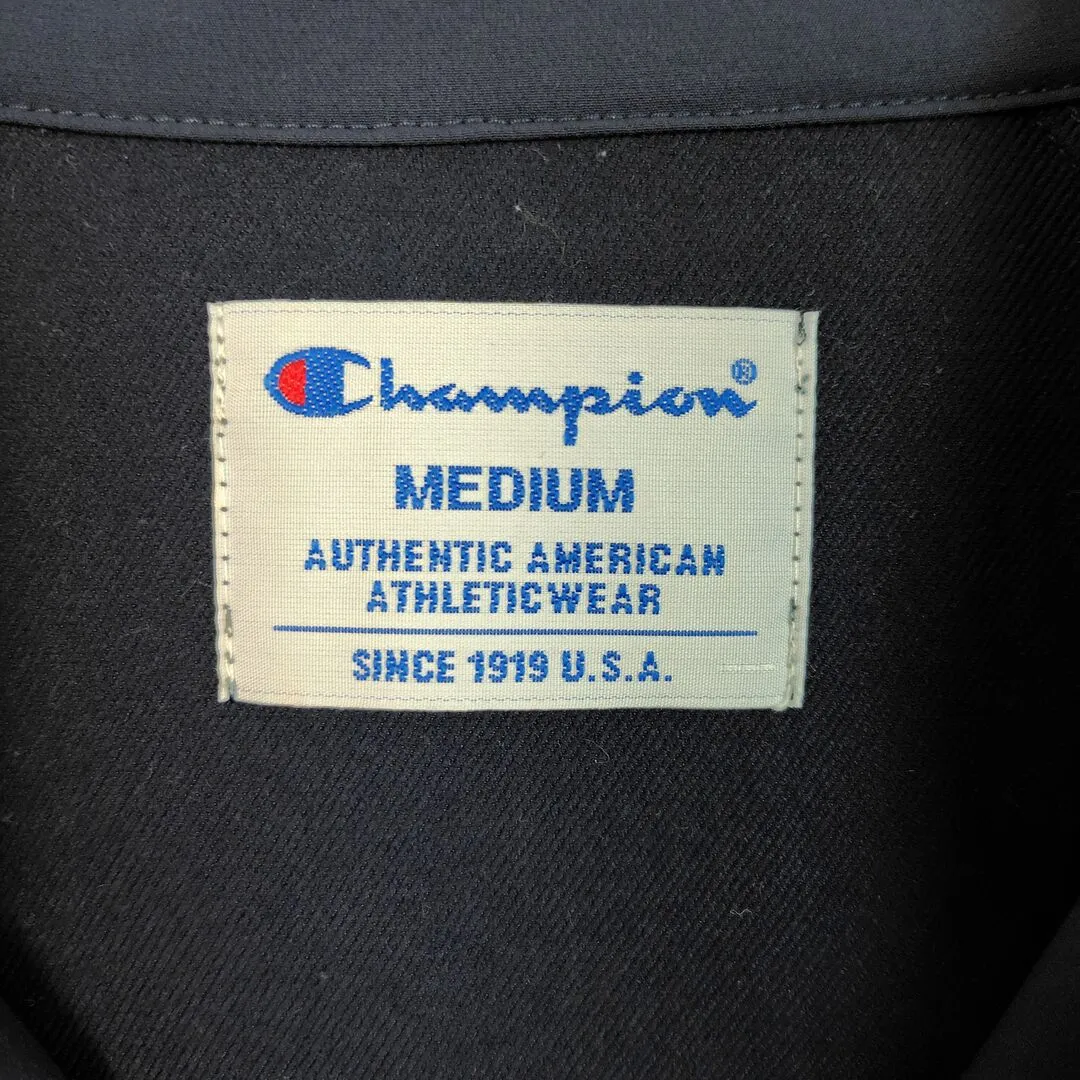 Champion®
MEDIUM
AUTHENTIC AMERICAN
ATHLETICWEAR
SINCE 1919 U.S.A.